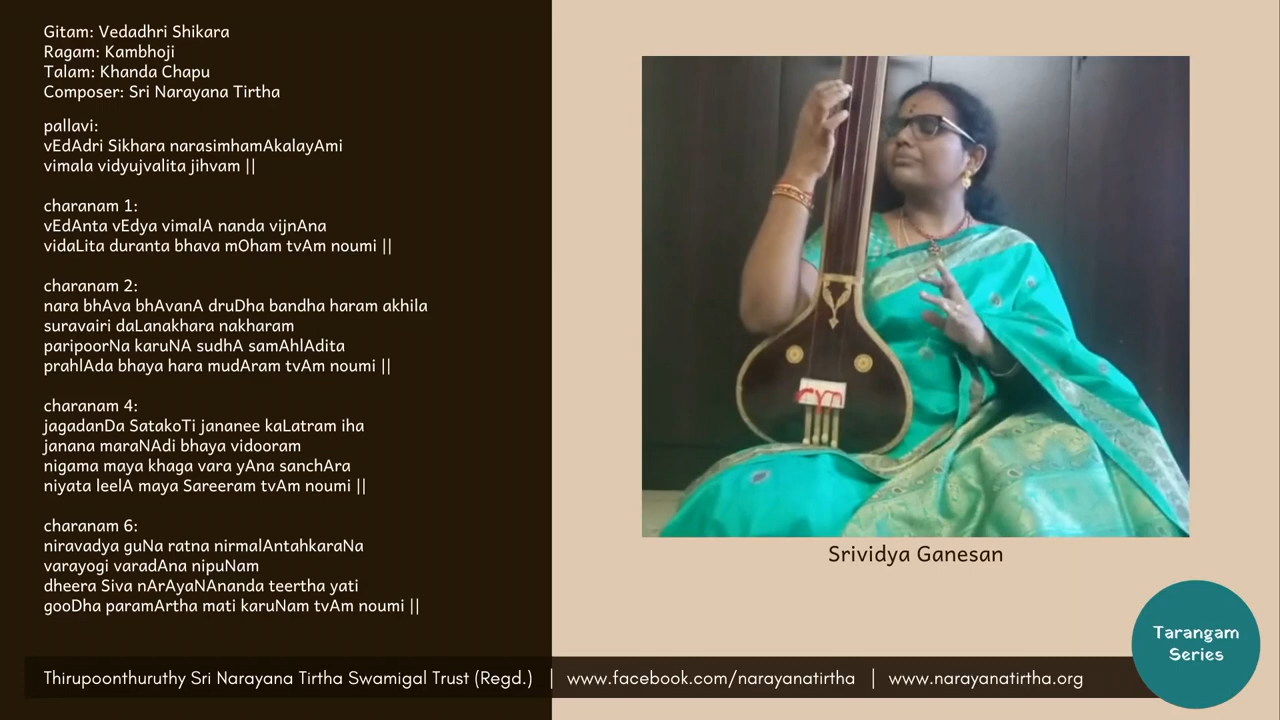 Gitam: Vedadhri Shikara
Ragam: Kambhoji
Talam: Khanda Chapu
Composer: Sri Narayana Tirtha
pallavi:
vEdAdri Sikhara narasimhamAkalayAmi
vimala vidyujvalita jihvam ||
charanam 1:
vEdAnta vEdya vimalA nanda vijnAna
vidaLita duranta bhava mOham tvAm noumi ||
charanam 2:
nara bhAva bhAvanA druDha bandha haram akhila
suravairi daLanakhara nakharam
paripoorNa karuNA sudhA samAhlAdita
prahlAda bhaya hara mudAram tvAm noumi ||
charanam 4:
jagadanDa SatakoTi jananee kaLatram iha
janana maraNAdi bhaya vidooram
nigama maya khaga vara yAna sanchAra
niyata leelA maya Sareeram tvAm noumi ||
charanam 6:
niravadya guNa ratna nirmalAntahkaraNa
varayogi varadAna nipuNam
dheera Siva nArAyaNAnanda teertha yati
gooDha paramArtha mati karuNam tvAm noumi ||
Srividya Ganesan
Tarangam
Series
Thirupoonthuruthy Sri Narayana Tirtha Swamigal Trust (Regd.) | www.facebook.com/narayanatirtha | www.narayanatirtha.org